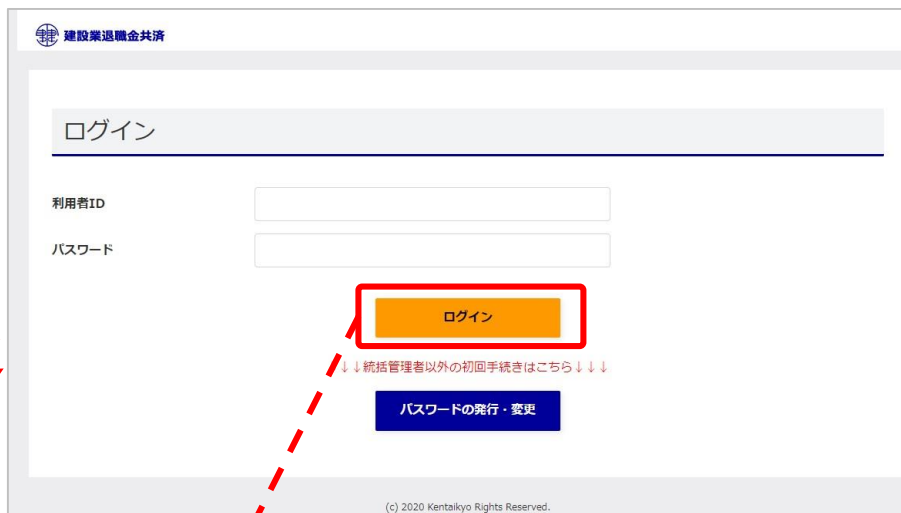 建設業退職金共済
ログイン
利用者ID
パスワード
ログイン
↓↓統括管理者以外の初回手続きはこちら↓↓↓
パスワードの発行・変更
(c) 2020 Kentaikyo Rights Reserved.